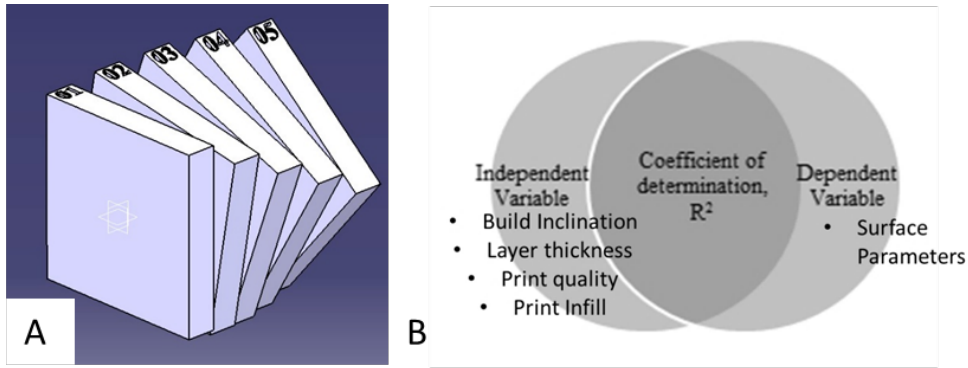 01
02
03
04
05
A
B
Independent
Variable
• Build Inclination
• Layer thickness
• Print quality
• Print Infill
Coefficient of
determination,
R²
Dependent
Variable
• Surface
Parameters